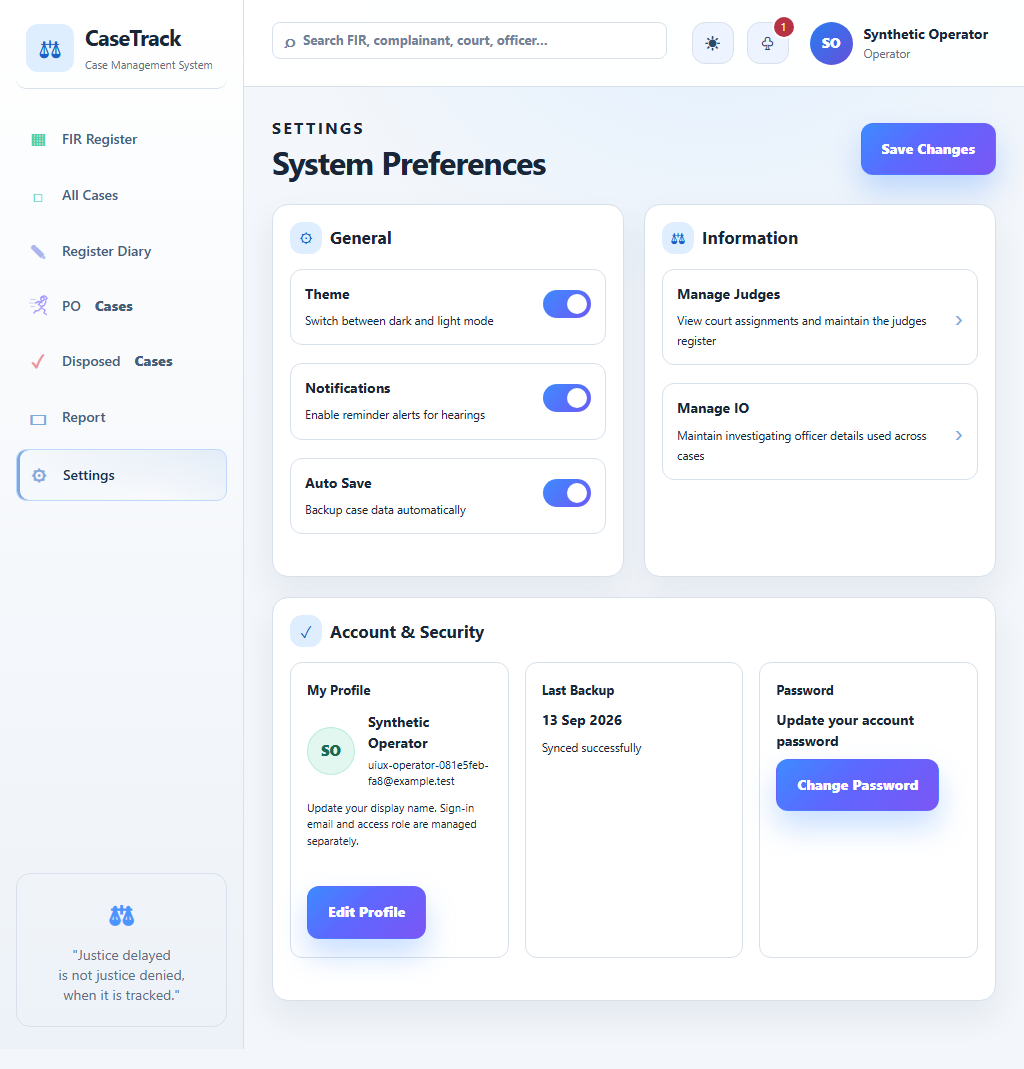 CaseTrack
Case Management System
Search FIR, complainant, court, officer...
1
SO
Synthetic Operator
Operator
FIR Register
All Cases
Register Diary
PO Cases
Disposed Cases
Report
Settings
"Justice delayed
is not justice denied,
when it is tracked."
SETTINGS
System Preferences
Save Changes
General
Theme
Switch between dark and light mode
Notifications
Enable reminder alerts for hearings
Auto Save
Backup case data automatically
Information
Manage Judges
View court assignments and maintain the judges
register
Manage IO
Maintain investigating officer details used across
cases
Account & Security
My Profile
SO
Synthetic
Operator
uiux-operator-081e5feb-
fa8@example.test
Update your display name. Sign-in
email and access role are managed
separately.
Edit Profile
Last Backup
13 Sep 2026
Synced successfully
Password
Update your account
password
Change Password